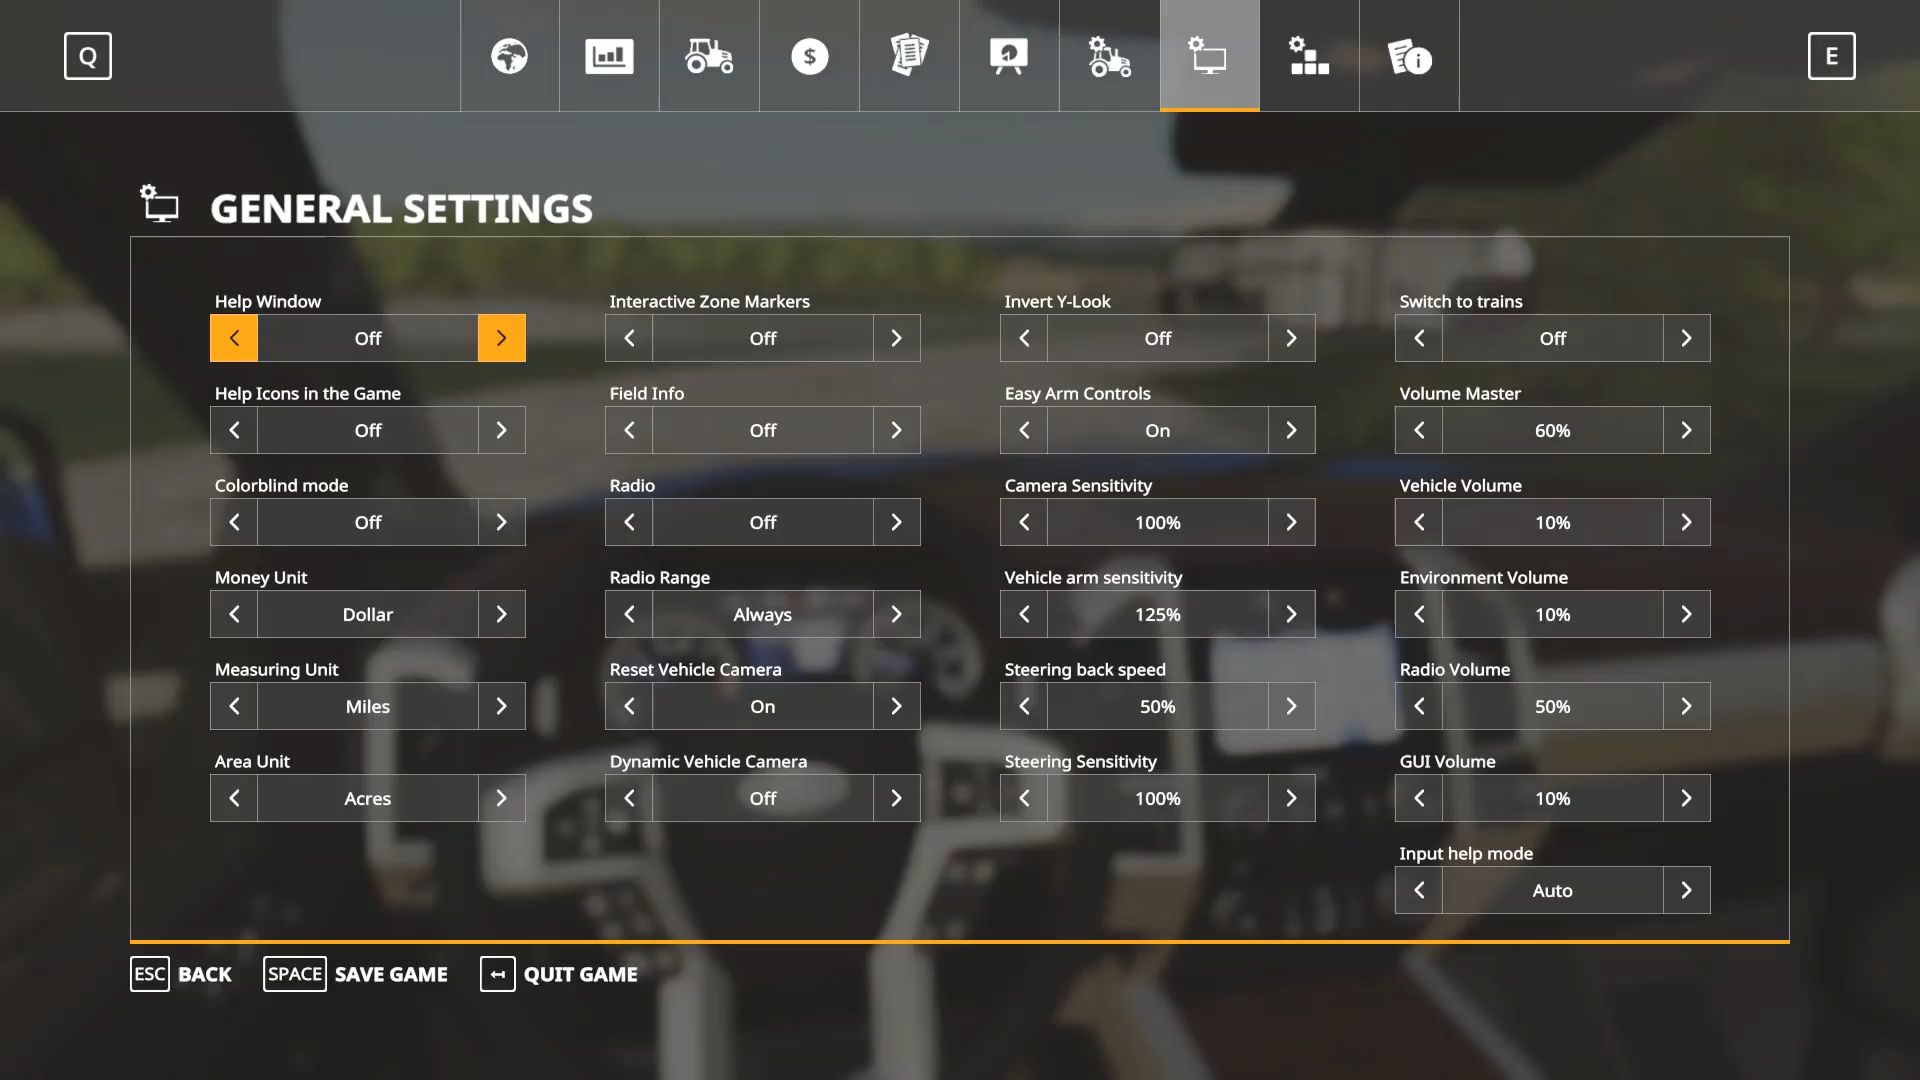 Q
$
E
GENERAL SETTINGS
Help Window
Off
Help Icons in the Game
Off
Colorblind mode
Off
Money Unit
Dollar
Measuring Unit
Miles
Area Unit
Acres
Interactive Zone Markers
Off
Field Info
Off
Radio
Off
Radio Range
Always
Reset Vehicle Camera
On
Dynamic Vehicle Camera
Off
Invert Y-Look
Off
Easy Arm Controls
On
Camera Sensitivity
100%
Vehicle arm sensitivity
125%
Steering back speed
50%
Steering Sensitivity
100%
Switch to trains
Off
Volume Master
60%
Vehicle Volume
10%
Environment Volume
10%
Radio Volume
50%
GUI Volume
10%
Input help mode
Auto
ESC BACK SPACE SAVE GAME QUIT GAME